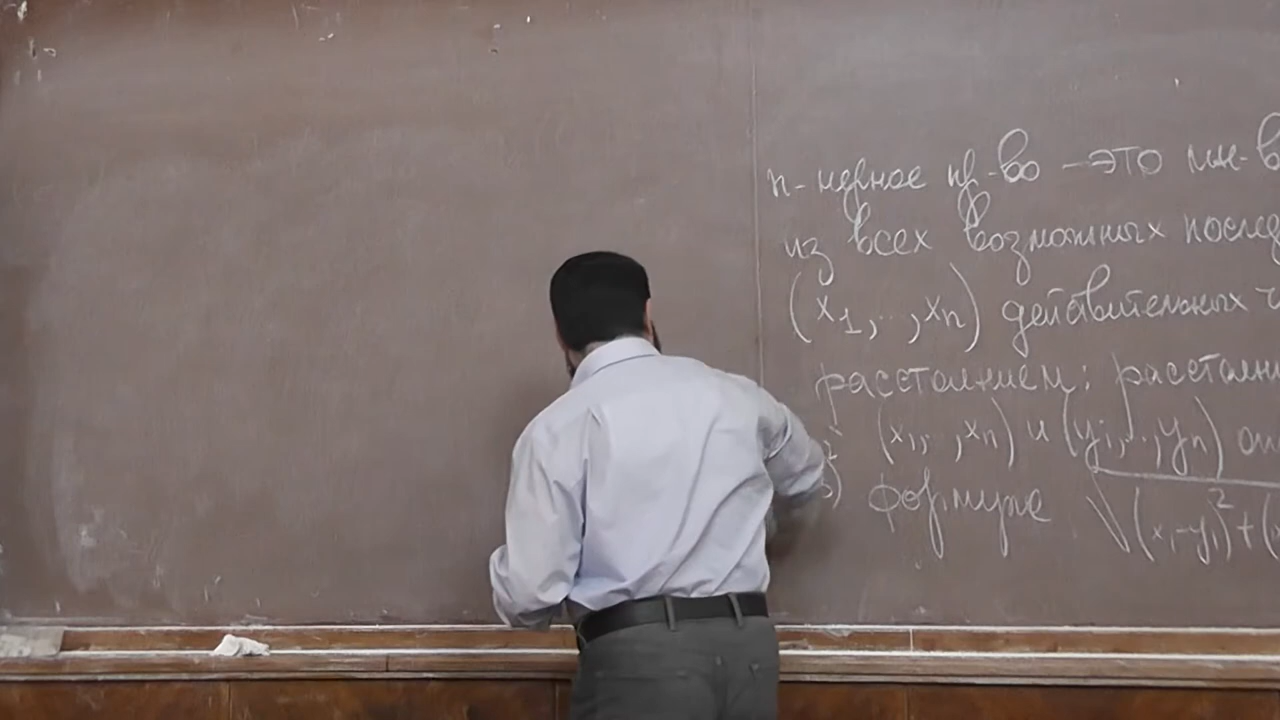 n-мерное пр-во – это мн-в
из всех возможных послед
(x₁, .. , xₙ) действительных ч
расстоянием: расстояни
(x₁, , xₙ) и (y₁, .., yₙ) оп
формуле √(x₁-y₁)²+(